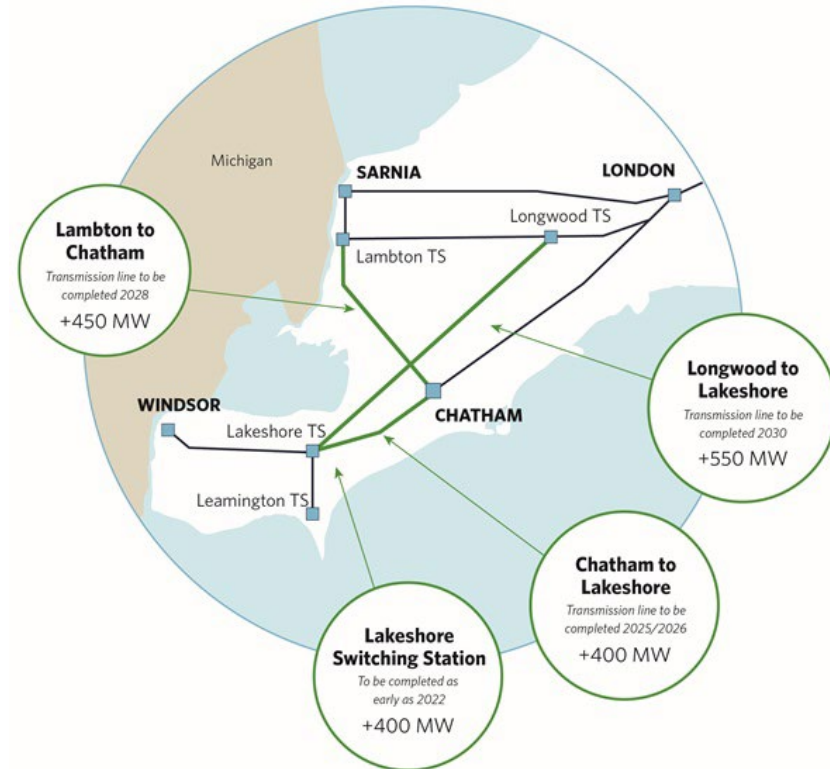 Michigan
SARNIA
LONDON
Longwood TS
Lambton TS
Lambton to
Chatham
Transmission line to be
completed 2028
+450 MW
Longwood to
Lakeshore
Transmission line to be
completed 2030
+550 MW
WINDSOR
Lakeshore TS
CHATHAM
Leamington TS
Chatham to
Lakeshore
Transmission line to be
completed 2025/2026
+400 MW
Lakeshore
Switching Station
To be completed as
early as 2022
+400 MW